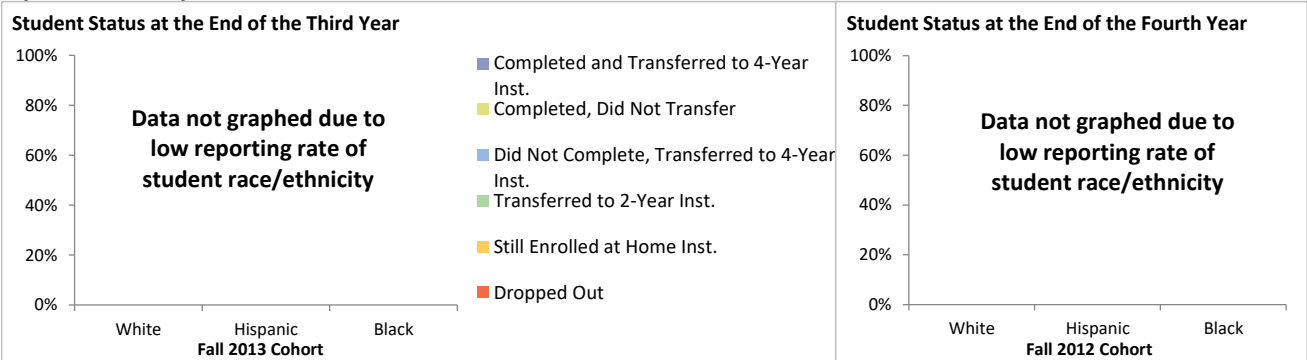 Student Status at the End of the Third Year
100%
80%
60%
40%
20%
0%
Data not graphed due to
low reporting rate of
student race/ethnicity
White Hispanic Black
Fall 2013 Cohort
Completed and Transferred to 4-Year
Inst.
Completed, Did Not Transfer
Did Not Complete, Transferred to 4-Year
Inst.
Transferred to 2-Year Inst.
Still Enrolled at Home Inst.
Dropped Out
Student Status at the End of the Fourth Year
100%
80%
60%
40%
20%
0%
Data not graphed due to
low reporting rate of
student race/ethnicity
White Hispanic Black
Fall 2012 Cohort